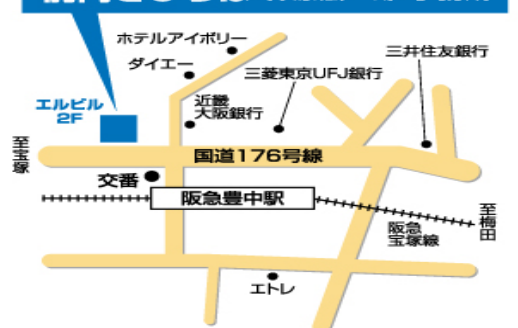 ホテルアイボリー
ダイエー
三井住友銀行
三菱東京UFJ銀行
エルビル
2F
近畿
大阪銀行
至宝塚
国道176号線
交番
阪急豊中駅
至梅田
阪急
宝塚線
エトレ